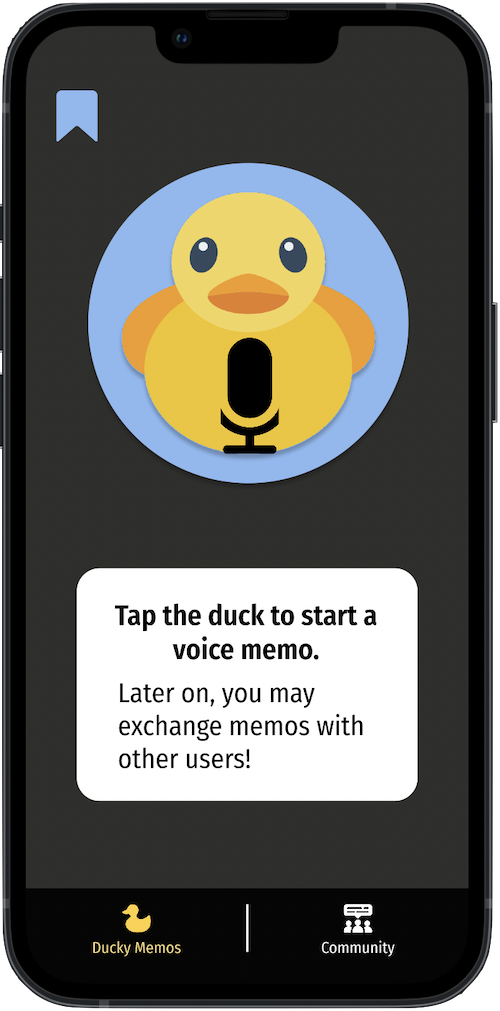 Tap the duck to start a
voice memo.
Later on, you may
exchange memos with
other users!
Ducky Memos
Community